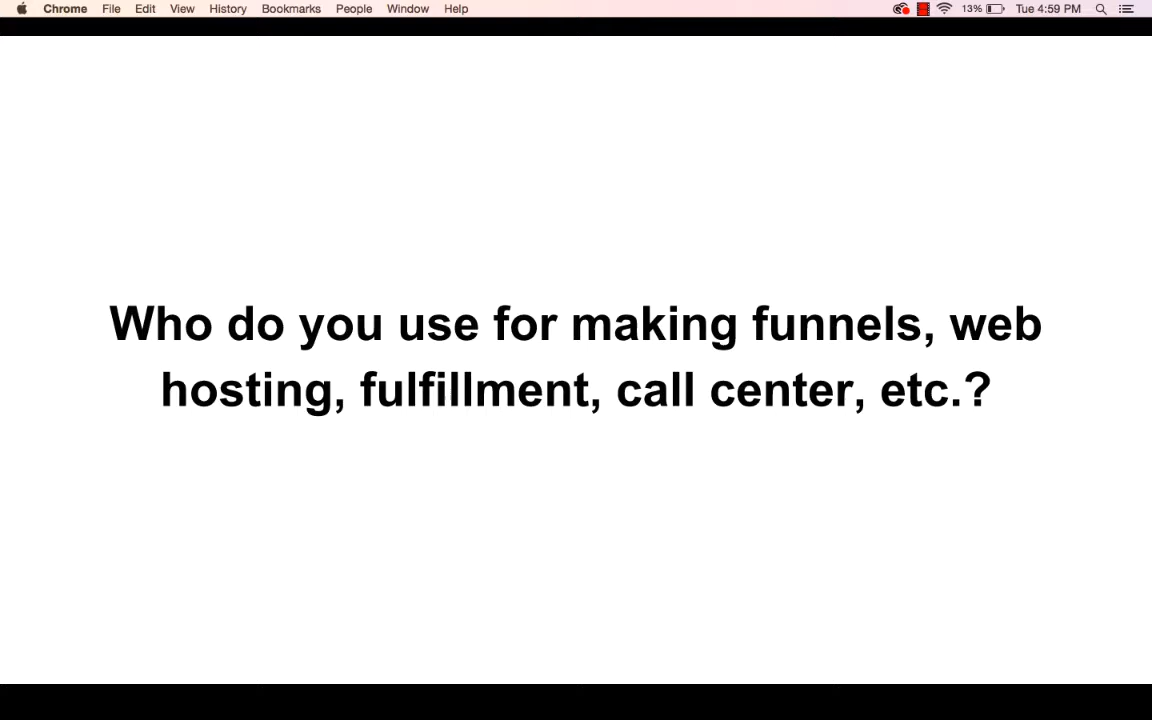 Chrome File Edit View History Bookmarks People Window Help 13% Tue 4:59 PM
Who do you use for making funnels, web
hosting, fulfillment, call center, etc.?